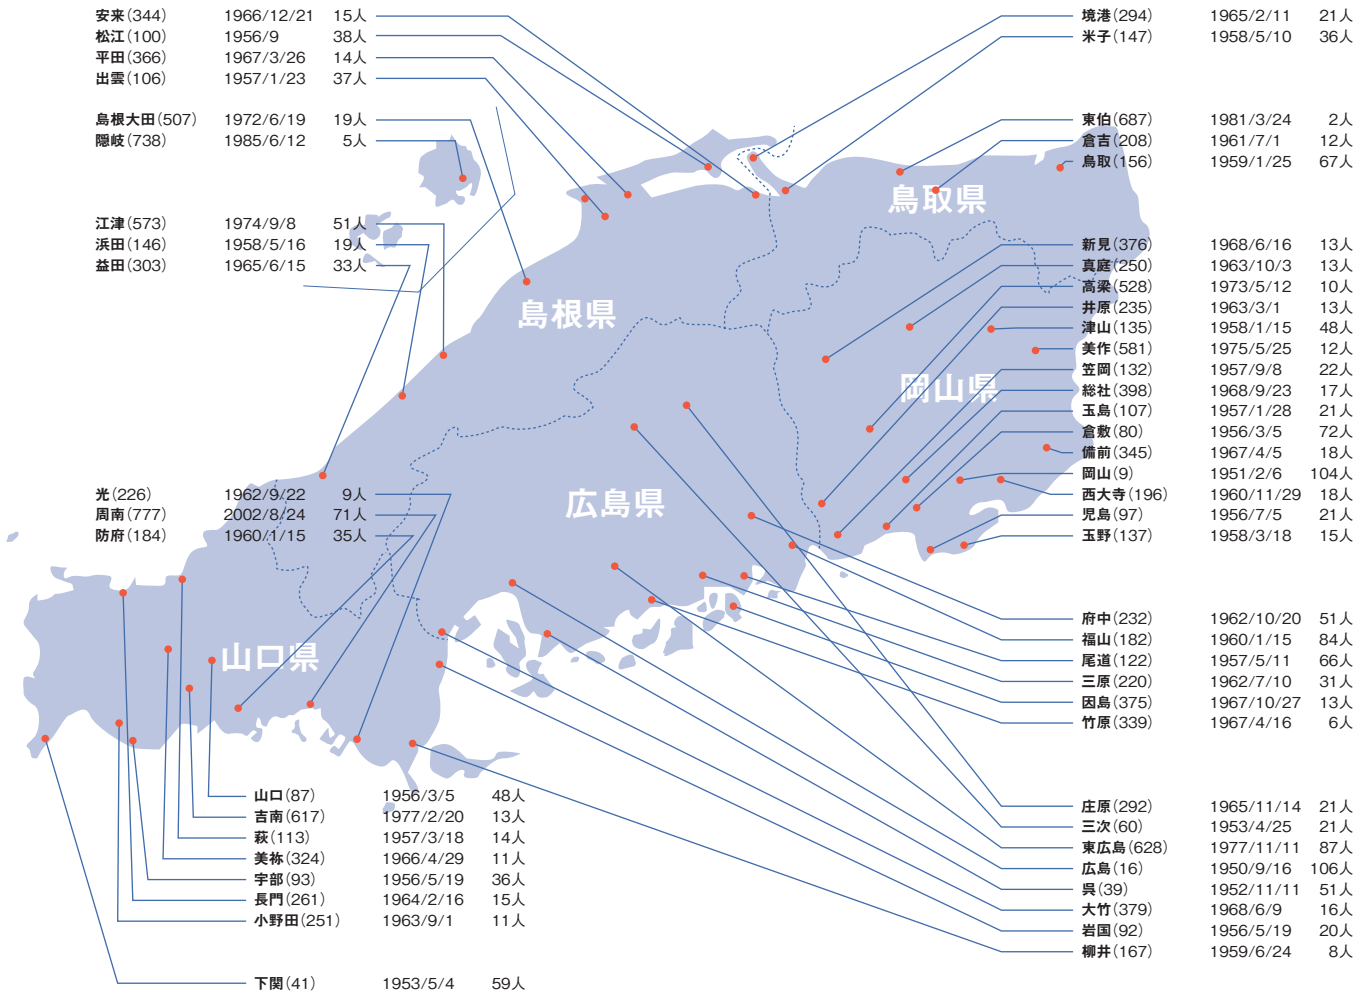 安来(344) 1966/12/21 15人
松江(100) 1956/9 38人
平田(366) 1967/3/26 14人
出雲(106) 1957/1/23 37人
島根大田(507) 1972/6/19 19人
隠岐(738) 1985/6/12 5人
江津(573) 1974/9/8 51人
浜田(146) 1958/5/16 19人
益田(303) 1965/6/15 33人
光(226) 1962/9/22 9人
周南(777) 2002/8/24 71人
防府(184) 1960/1/15 35人
境港(294) 1965/2/11 21人
米子(147) 1958/5/10 36人
東伯(687) 1981/3/24 2人
倉吉(208) 1961/7/1 12人
鳥取(156) 1959/1/25 67人
新見(376) 1968/6/16 13人
真庭(250) 1963/10/3 13人
高梁(528) 1973/5/12 10人
井原(235) 1963/3/1 13人
津山(135) 1958/1/15 48人
美作(581) 1975/5/25 12人
笠岡(132) 1957/9/8 22人
総社(398) 1968/9/23 17人
玉島(107) 1957/1/28 21人
倉敷(80) 1956/3/5 72人
備前(345) 1967/4/5 18人
岡山(9) 1951/2/6 104人
西大寺(196) 1960/11/29 18人
児島(97) 1956/7/5 21人
玉野(137) 1958/3/18 15人
府中(232) 1962/10/20 51人
福山(182) 1960/1/15 84人
尾道(122) 1957/5/11 66人
三原(220) 1962/7/10 31人
因島(375) 1967/10/27 13人
竹原(339) 1967/4/16 6人
庄原(292) 1965/11/14 21人
三次(60) 1953/4/25 21人
東広島(628) 1977/11/11 87人
広島(16) 1950/9/16 106人
呉(39) 1952/11/11 51人
大竹(379) 1968/6/9 16人
岩国(92) 1956/5/19 20人
柳井(167) 1959/6/24 8人
鳥取県
島根県
岡山県
広島県
山口県
山口(87) 1956/3/5 48人
吉南(617) 1977/2/20 13人
萩(113) 1957/3/18 14人
美祢(324) 1966/4/29 11人
宇部(93) 1956/5/19 36人
長門(261) 1964/2/16 15人
小野田(251) 1963/9/1 11人
下関(41) 1953/5/4 59人